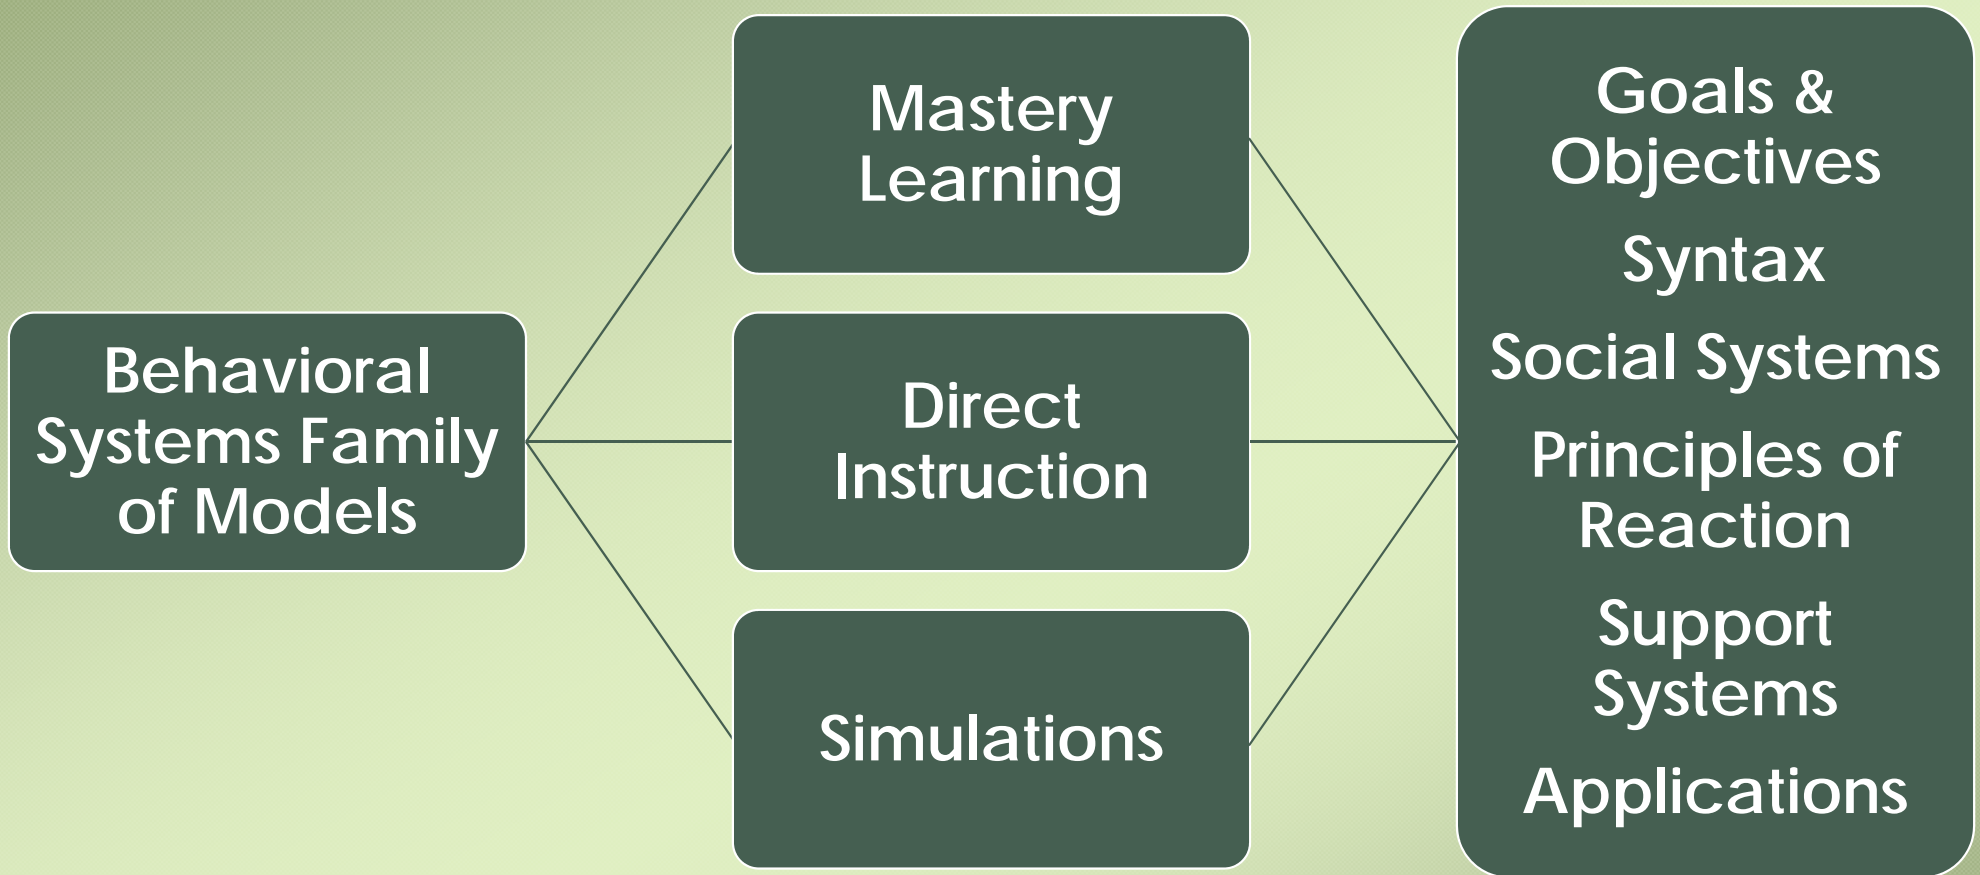 Behavioral
Systems Family
of Models
Mastery
Learning
Direct
Instruction
Simulations
Goals &
Objectives
Syntax
Social Systems
Principles of
Reaction
Support
Systems
Applications